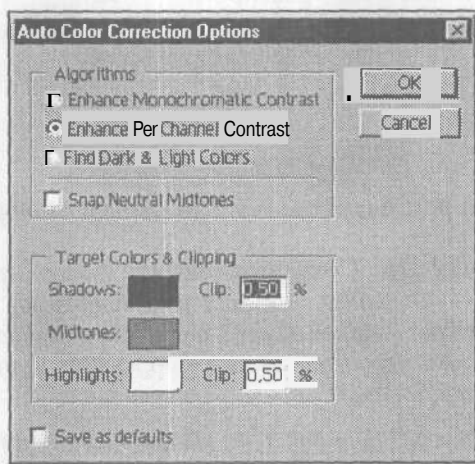 Auto Color Correction Options
Algorithms
Enhance Monochromatic Contrast
Enhance Per Channel Contrast
Find Dark & Light Colors
Snap Neutral Midtones
OK
Cancel
Target Colors & Clipping
Shadows: Clip: 0,50 %
Midtones:
Highlights: Clip: 0,50 %
Save as defaults